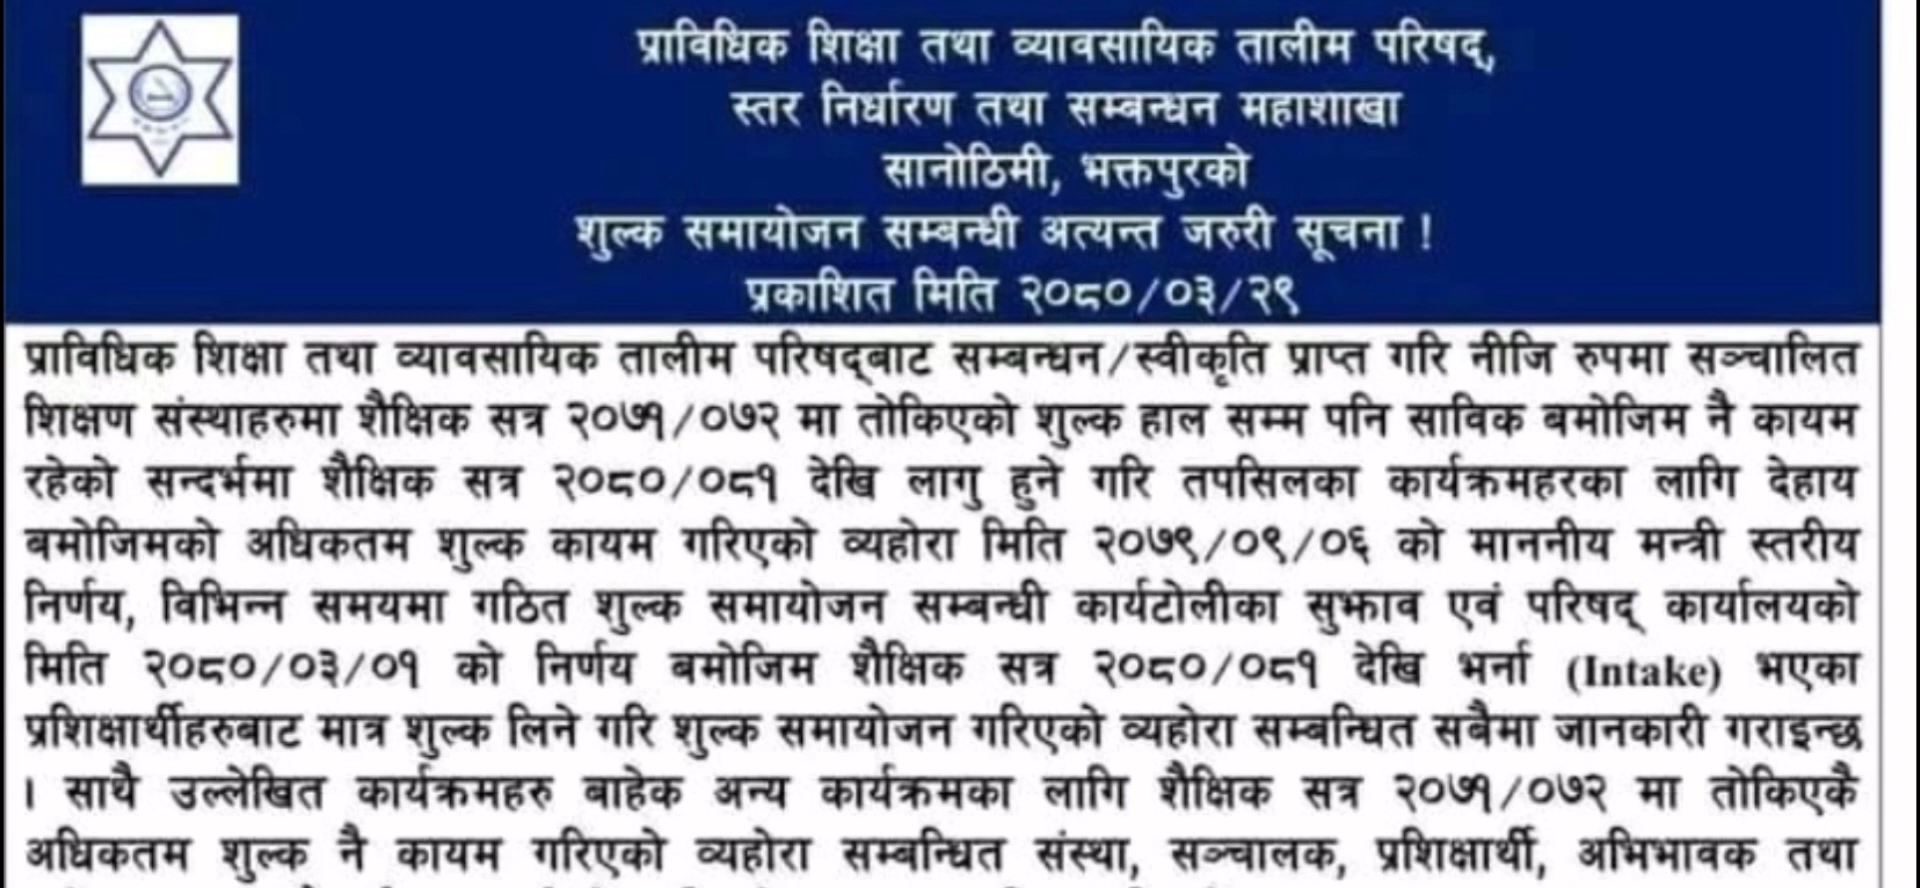 प्राविधिक शिक्षा तथा व्यावसायिक तालीम परिषद्,
स्तर निर्धारण तथा सम्बन्धन महाशाखा
सानोठिमी, भक्तपुरको
शुल्क समायोजन सम्बन्धी अत्यन्त जरुरी सूचना !
प्रकाशित मिति २०८०/०३/२९
प्राविधिक शिक्षा तथा व्यावसायिक तालीम परिषद्बाट सम्बन्धन/स्वीकृति प्राप्त गरि नीजि रुपमा सञ्चालित
शिक्षण संस्थाहरुमा शैक्षिक सत्र २०७१/०७२ मा तोकिएको शुल्क हाल सम्म पनि साविक बमोजिम नै कायम
रहेको सन्दर्भमा शैक्षिक सत्र २०८०/०८१ देखि लागु हुने गरि तपसिलका कार्यक्रमहरका लागि देहाय
बमोजिमको अधिकतम शुल्क कायम गरिएको व्यहोरा मिति २०७९/०९/०६ को माननीय मन्त्री स्तरीय
निर्णय, विभिन्न समयमा गठित शुल्क समायोजन सम्बन्धी कार्यटोलीका सुझाव एवं परिषद् कार्यालयको
मिति २०८०/०३/०१ को निर्णय बमोजिम शैक्षिक सत्र २०८०/०८१ देखि भर्ना (Intake) भएका
प्रशिक्षार्थीहरुबाट मात्र शुल्क लिने गरि शुल्क समायोजन गरिएको व्यहोरा सम्बन्धित सबैमा जानकारी गराइन्छ
। साथै उल्लेखित कार्यक्रमहरु बाहेक अन्य कार्यक्रमका लागि शैक्षिक सत्र २०७१/०७२ मा तोकिएकै
अधिकतम शुल्क नै कायम गरिएको व्यहोरा सम्बन्धित संस्था, सञ्चालक, प्रशिक्षार्थी, अभिभावक तथा